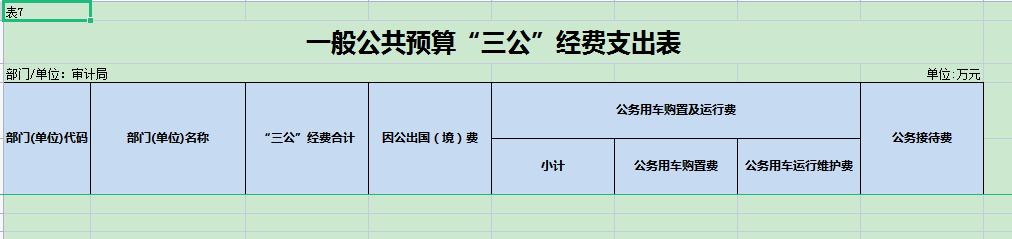 表7
一般公共预算“三公”经费支出表
部门/单位：审计局 单位:万元
公务用车购置及运行费
部门(单位)代码 部门(单位)名称 “三公”经费合计 因公出国（境）费 公务接待费
小计 公务用车购置费 公务用车运行维护费